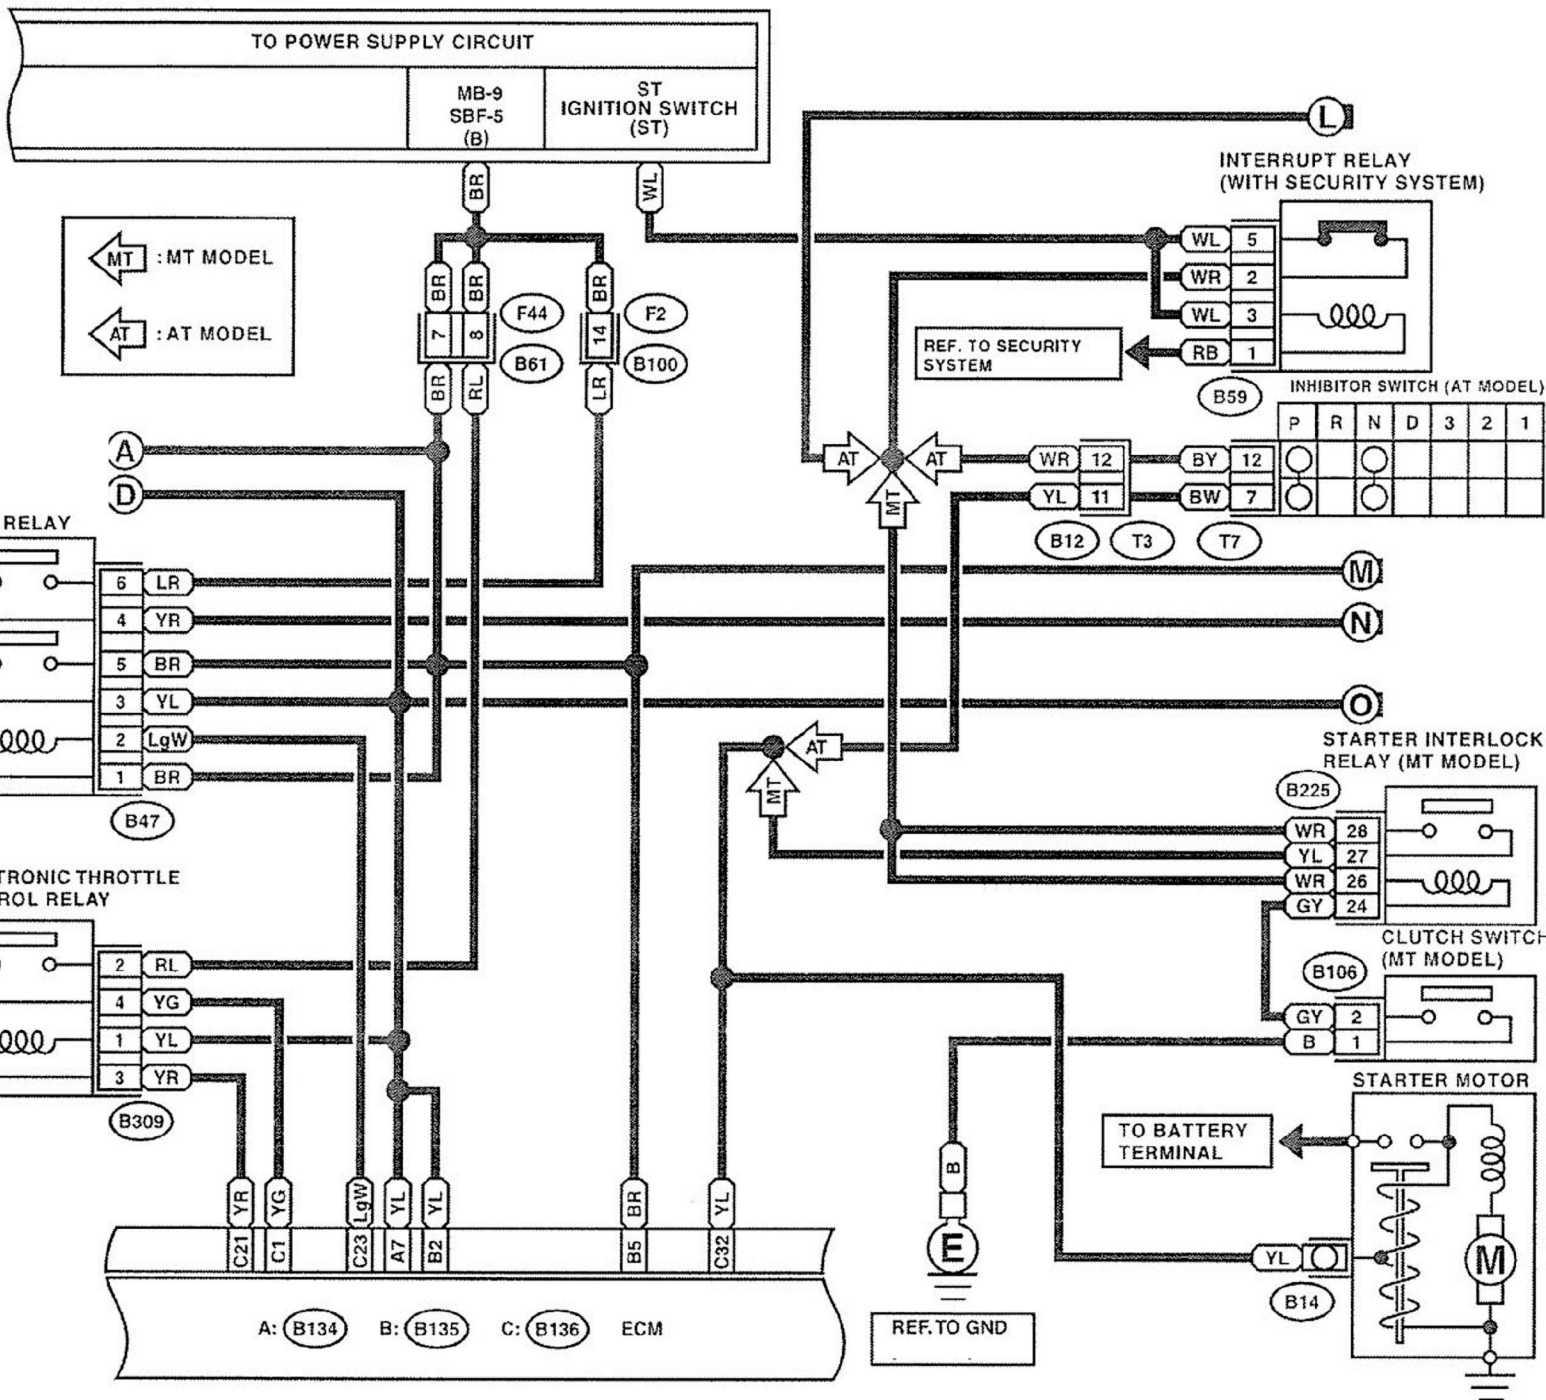 TO POWER SUPPLY CIRCUIT
MB-9
SBF-5
(B)
ST
IGNITION SWITCH
(ST)
BR
WL
L
INTERRUPT RELAY
(WITH SECURITY SYSTEM)
MT : MT MODEL
AT : AT MODEL
WL 5
WR 2
WL 3
RB 1
B59
REF. TO SECURITY
SYSTEM
BR BR BR
7 8 14
F44 F2
B61 B100
BR RL LR
INHIBITOR SWITCH (AT MODEL)
P R N D 3 2 1
A
D
AT AT
MT
WR 12 BY 12
YL 11 BW 7
B12 T3 T7
RELAY
6 LR
4 YR
5 BR
3 YL
2 LgW
1 BR
B47
M
N
O
AT
MT
STARTER INTERLOCK
RELAY (MT MODEL)
B225
WR 28
YL 27
WR 26
GY 24
TRONIC THROTTLE
ROL RELAY
2 RL
4 YG
1 YL
3 YR
B309
CLUTCH SWITCH
(MT MODEL)
B106
GY 2
B 1
STARTER MOTOR
TO BATTERY
TERMINAL
B
E
REF. TO GND
YL
B14
M
YR YG LgW YL YL BR YL
C21 C1 C23 A7 B2 B5 C32
A: B134 B: B135 C: B136 ECM